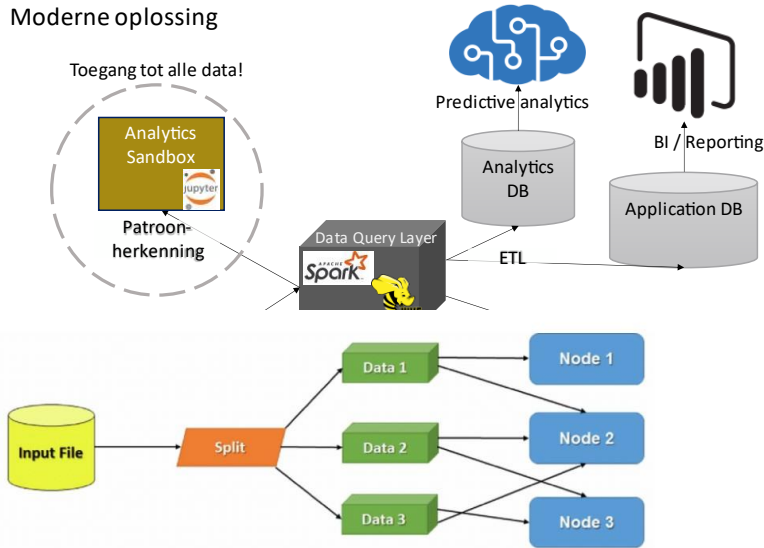 Moderne oplossing
Toegang tot alle data!
Analytics
Sandbox
jupyter
Patroon-
herkenning
Predictive analytics
Analytics
DB
BI / Reporting
Application DB
Data Query Layer
APACHE
Spark
ETL
Input File
Split
Data 1
Data 2
Data 3
Node 1
Node 2
Node 3